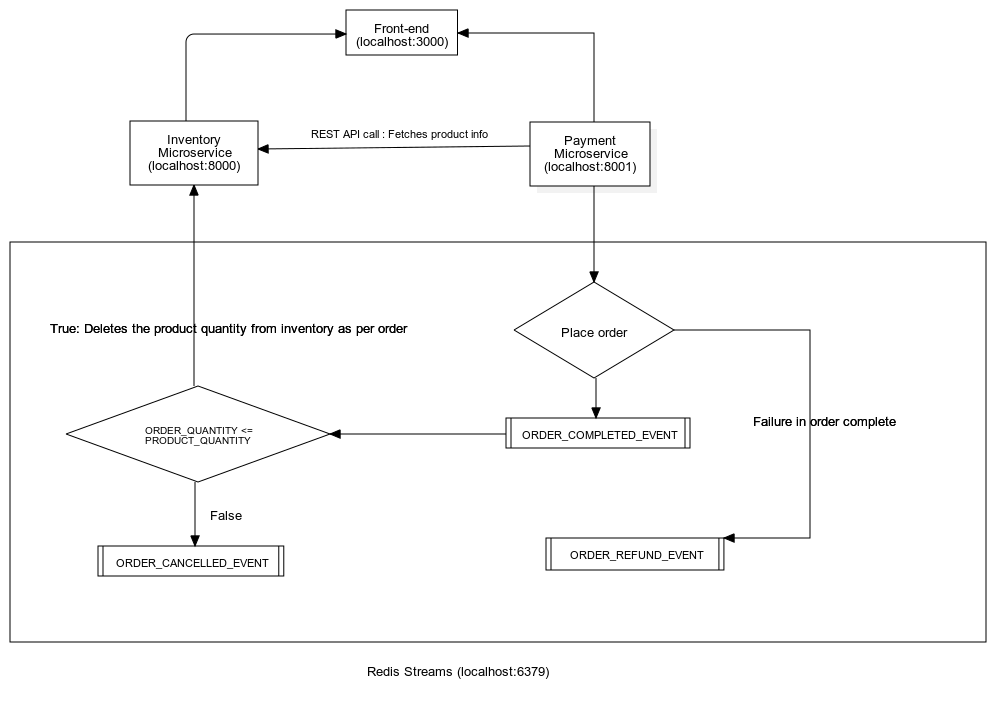 Front-end
(localhost:3000)
REST API call : Fetches product info
Inventory
Microservice
(localhost:8000)
Payment
Microservice
(localhost:8001)
True: Deletes the product quantity from inventory as per order
Place order
Failure in order complete
ORDER_QUANTITY <=
PRODUCT_QUANTITY
ORDER_COMPLETED_EVENT
False
ORDER_CANCELLED_EVENT
ORDER_REFUND_EVENT
Redis Streams (localhost:6379)